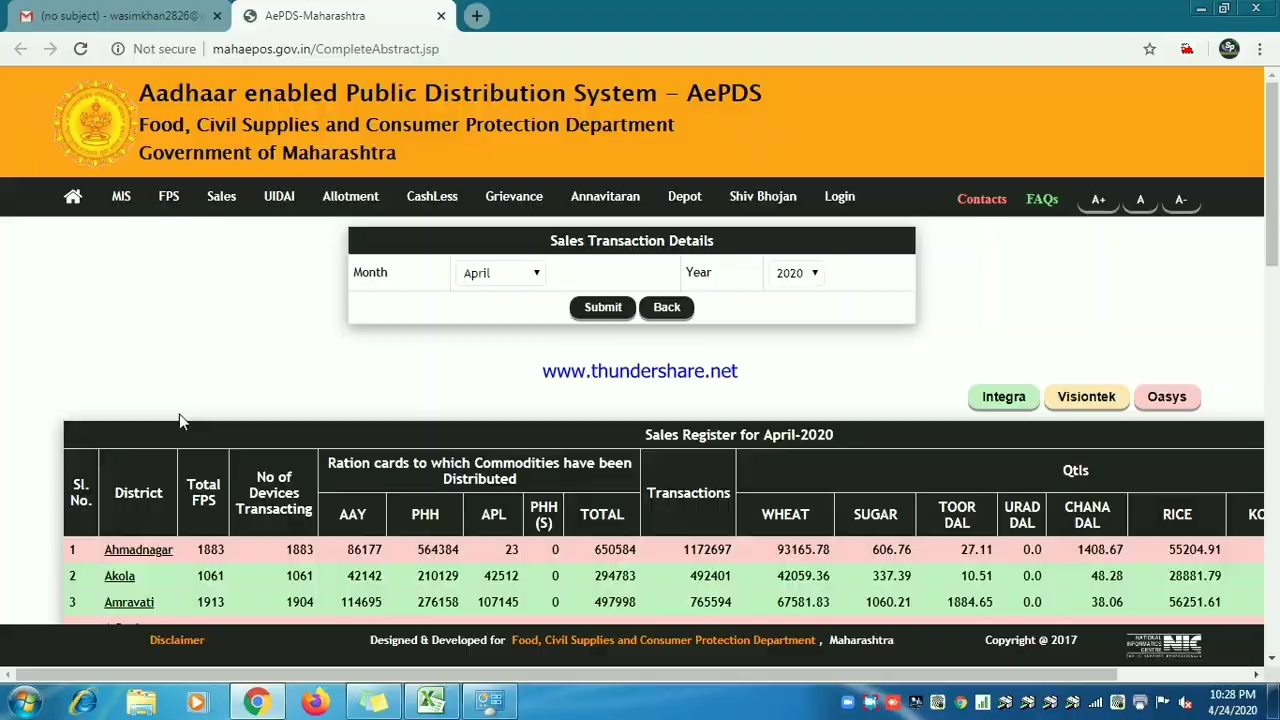 (no subject) - wasimkhan2826@
AePDS-Maharashtra
Not secure
mahaepos.gov.in/CompleteAbstract.jsp
Aadhaar enabled Public Distribution System - AePDS
Food, Civil Supplies and Consumer Protection Department
Government of Maharashtra
MIS FPS Sales UIDAI Allotment CashLess Grievance Annavitaran Depot Shiv Bhojan Login Contacts FAQs A+ A A-
Sales Transaction Details
Month April Year 2020
Submit Back
www.thundershare.net
Integra Visiontek Oasys
Sales Register for April-2020
Sl. No. District Total FPS No of Devices Transacting Ration cards to which Commodities have been Distributed Transactions Qtls
AAY PHH APL PHH (S) TOTAL WHEAT SUGAR TOOR DAL URAD DAL CHANA DAL RICE
1 Ahmadnagar 1883 1883 86177 564384 23 0 650584 1172697 93165.78 606.76 27.11 0.0 1408.67 55204.91
2 Akola 1061 1061 42142 210129 42512 0 294783 492401 42059.36 337.39 10.51 0.0 48.28 28881.79
3 Amravati 1913 1904 114695 276158 107145 0 497998 765594 67581.83 1060.21 1884.65 0.0 38.06 56251.61
Disclaimer Designed & Developed for Food, Civil Supplies and Consumer Protection Department , Maharashtra Copyright @ 2017 NIC
10:28 PM
4/24/2020